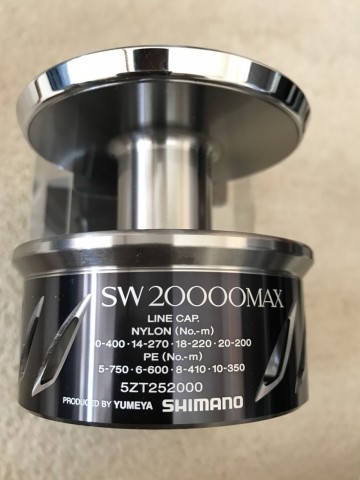 SW20000MAX
LINE CAP.
NYLON (No.-m)
0-400·14-270·18-220·20-200
PE (No.-m)
5-750·6-600·8-410·10-350
5ZT252000
PRODUCED BY YUMEYA SHIMANO